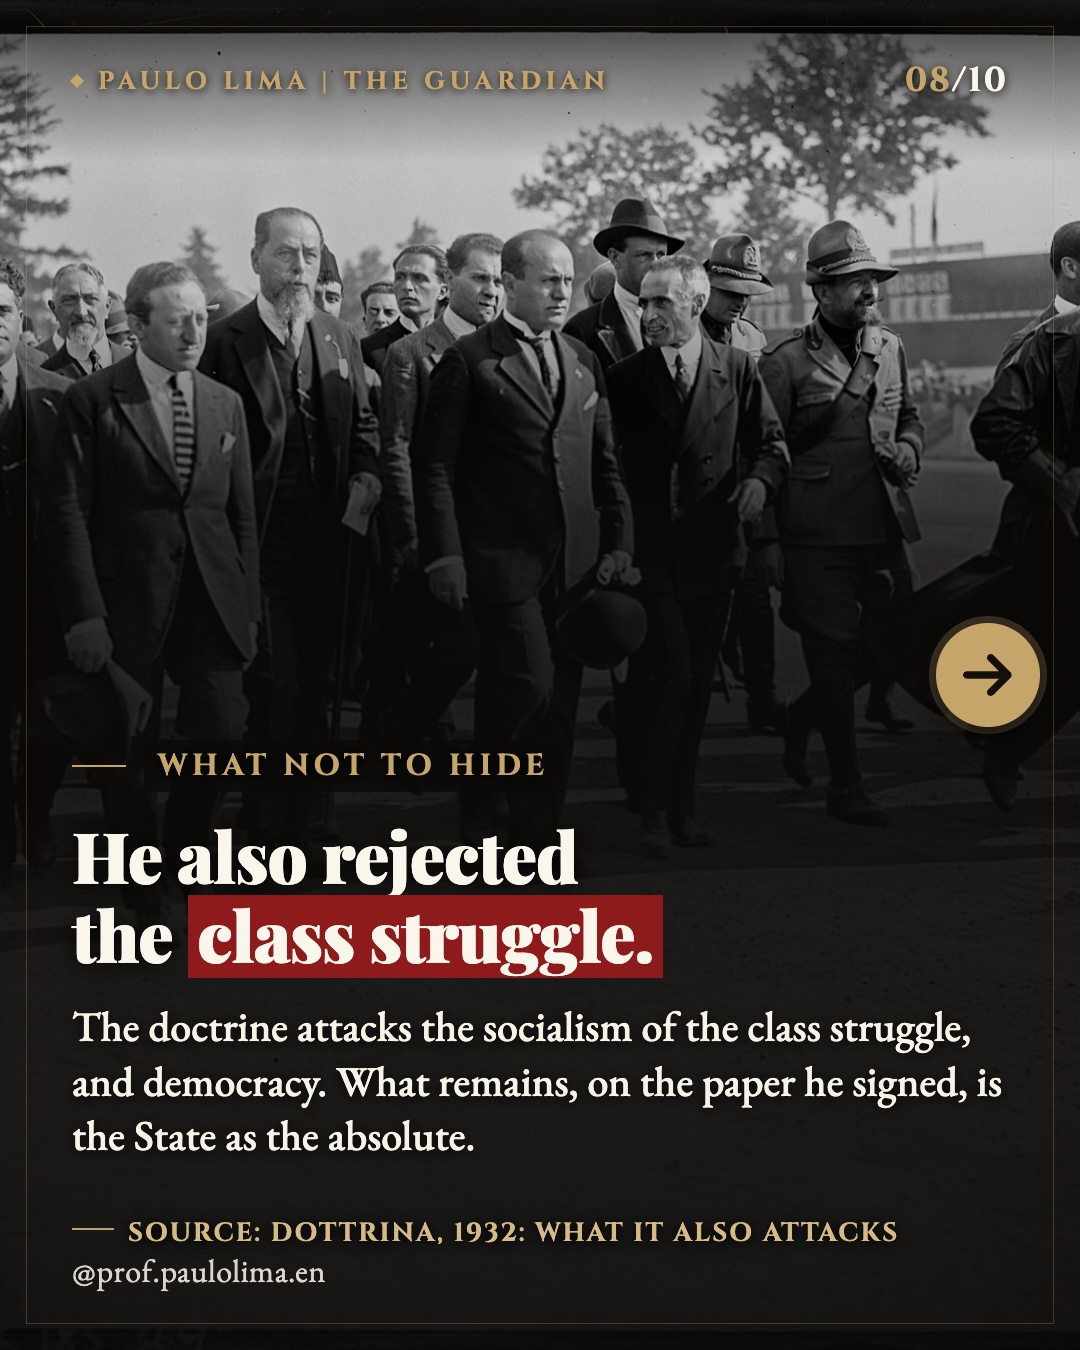 ◆ PAULO LIMA | THE GUARDIAN
08/10
WHAT NOT TO HIDE
He also rejected
the class struggle.
The doctrine attacks the socialism of the class struggle,
and democracy. What remains, on the paper he signed, is
the State as the absolute.
SOURCE: DOTTRINA, 1932: WHAT IT ALSO ATTACKS
@prof.paulolima.en